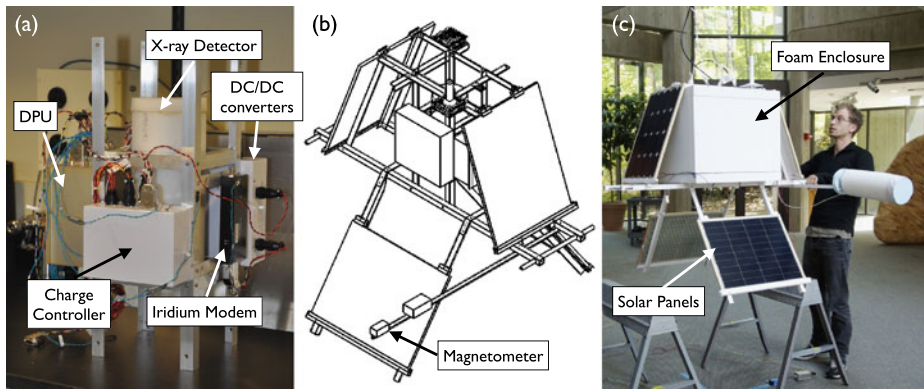 (a)
X-ray Detector
DC/DC
converters
DPU
Charge
Controller
Iridium Modem
(b)
Magnetometer
(c)
Foam Enclosure
Solar Panels